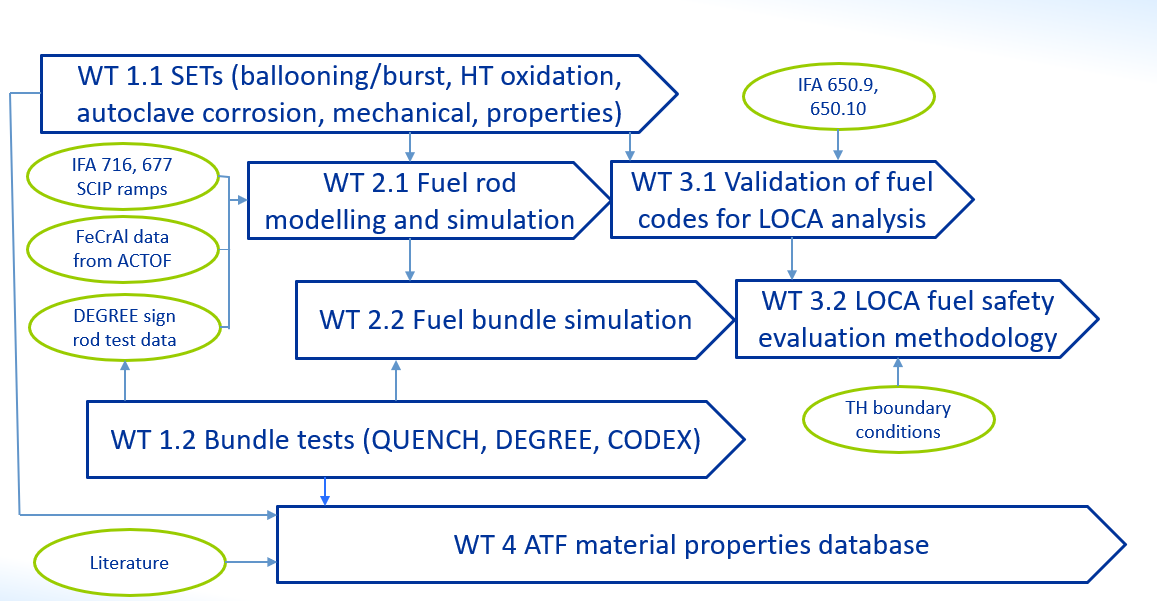 WT 1.1 SETs (ballooning/burst, HT oxidation,
autoclave corrosion, mechanical, properties)
IFA 650.9,
650.10
IFA 716, 677
SCIP ramps
WT 2.1 Fuel rod
modelling and simulation
WT 3.1 Validation of fuel
codes for LOCA analysis
FeCrAl data
from ACTOF
DEGREE sign
rod test data
WT 2.2 Fuel bundle simulation
WT 3.2 LOCA fuel safety
evaluation methodology
TH boundary
conditions
WT 1.2 Bundle tests (QUENCH, DEGREE, CODEX)
WT 4 ATF material properties database
Literature